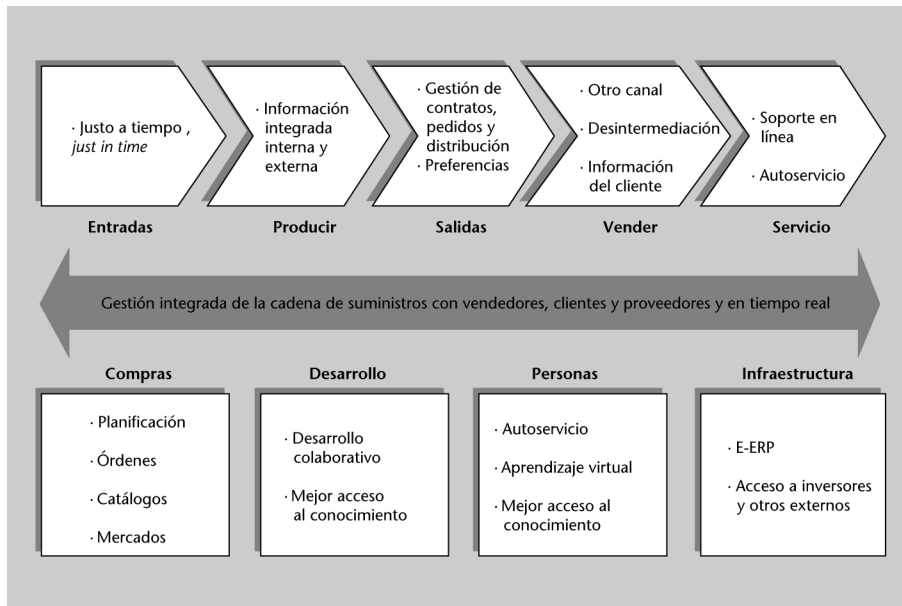 · Justo a tiempo ,
just in time
Entradas
· Información
integrada
interna y
externa
Producir
· Gestión de
contratos,
pedidos y
distribución
· Preferencias
Salidas
· Otro canal
· Desintermediación
· Información
del cliente
Vender
· Soporte en
línea
· Autoservicio
Servicio
Gestión integrada de la cadena de suministros con vendedores, clientes y proveedores y en tiempo real
Compras
· Planificación
· Órdenes
· Catálogos
· Mercados
Desarrollo
· Desarrollo
colaborativo
· Mejor acceso
al conocimiento
Personas
· Autoservicio
· Aprendizaje virtual
· Mejor acceso al
conocimiento
Infraestructura
· E-ERP
· Acceso a inversores
y otros externos